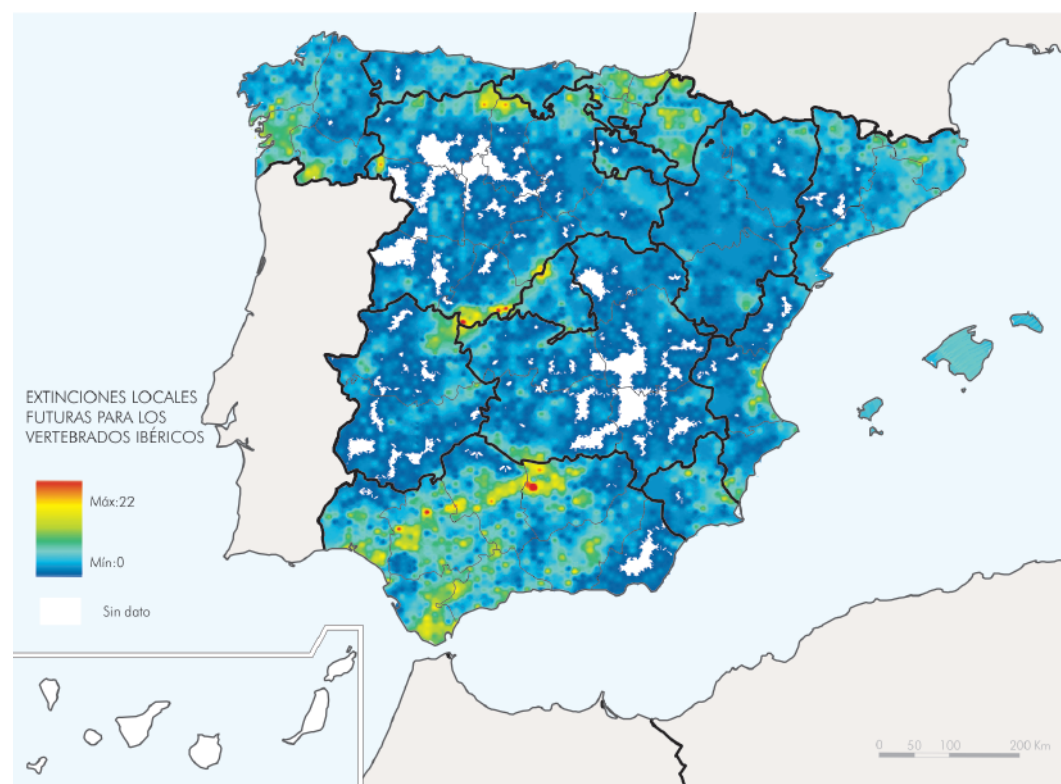 EXTINCIONES LOCALES
FUTURAS PARA LOS
VERTEBRADOS IBÉRICOS
Máx:22
Mín:0
Sin dato
0 50 100 200 Km